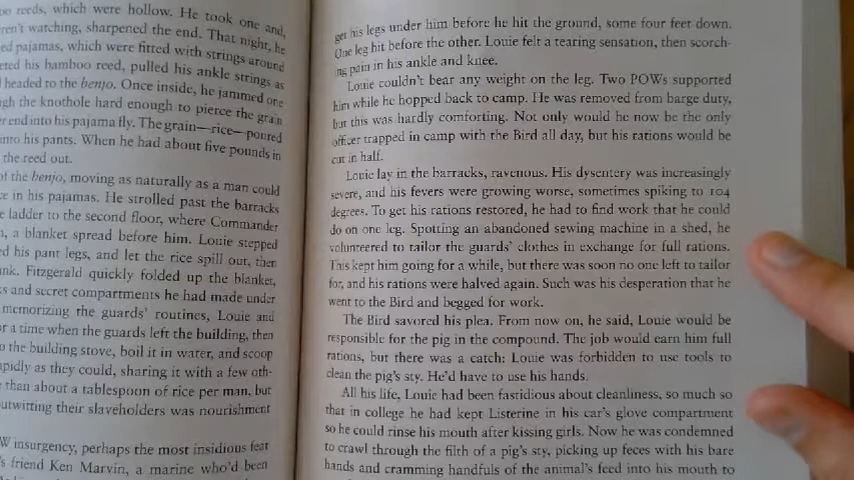 oo reeds, which were hollow. He took one and,
ren't watching, sharpened the end. That night, he
ed pajamas, which were fitted with strings around
eted his bamboo reed, pulled his ankle strings as
d headed to the benjo. Once inside, he jammed one
gh the knothole hard enough to pierce the grain
er end into his pajama fly. The grain—rice—poured
into his pants. When he had about five pounds in
the reed out.
of the benjo, moving as naturally as a man could
ce in his pajamas. He strolled past the barracks
e ladder to the second floor, where Commander
a blanket spread before him. Louie stepped
ed his pant legs, and let the rice spill out, then
nk. Fitzgerald quickly folded up the blanket,
ks and secret compartments he had made under
memorizing the guards' routines, Louie and
or a time when the guards left the building, then
o the building stove, boil it in water, and scoop
apidly as they could, sharing it with a few oth-
than about a tablespoon of rice per man, but
outwitting their slaveholders was nourishment
W insurgency, perhaps the most insidious feat
's friend Ken Marvin, a marine who'd been
get his legs under him before he hit the ground, some four feet down.
One leg hit before the other. Louie felt a tearing sensation, then scorch-
ing pain in his ankle and knee.
Louie couldn't bear any weight on the leg. Two POWs supported
him while he hopped back to camp. He was removed from barge duty,
but this was hardly comforting. Not only would he now be the only
officer trapped in camp with the Bird all day, but his rations would be
cut in half.
Louie lay in the barracks, ravenous. His dysentery was increasingly
severe, and his fevers were growing worse, sometimes spiking to 104
degrees. To get his rations restored, he had to find work that he could
do on one leg. Spotting an abandoned sewing machine in a shed, he
volunteered to tailor the guards' clothes in exchange for full rations.
This kept him going for a while, but there was soon no one left to tailor
for, and his rations were halved again. Such was his desperation that he
went to the Bird and begged for work.
The Bird savored his plea. From now on, he said, Louie would be
responsible for the pig in the compound. The job would earn him full
rations, but there was a catch: Louie was forbidden to use tools to
clean the pig's sty. He'd have to use his hands.
All his life, Louie had been fastidious about cleanliness, so much so
that in college he had kept Listerine in his car's glove compartment
so he could rinse his mouth after kissing girls. Now he was condemned
to crawl through the filth of a pig's sty, picking up feces with his bare
hands and cramming handfuls of the animal's feed into his mouth to